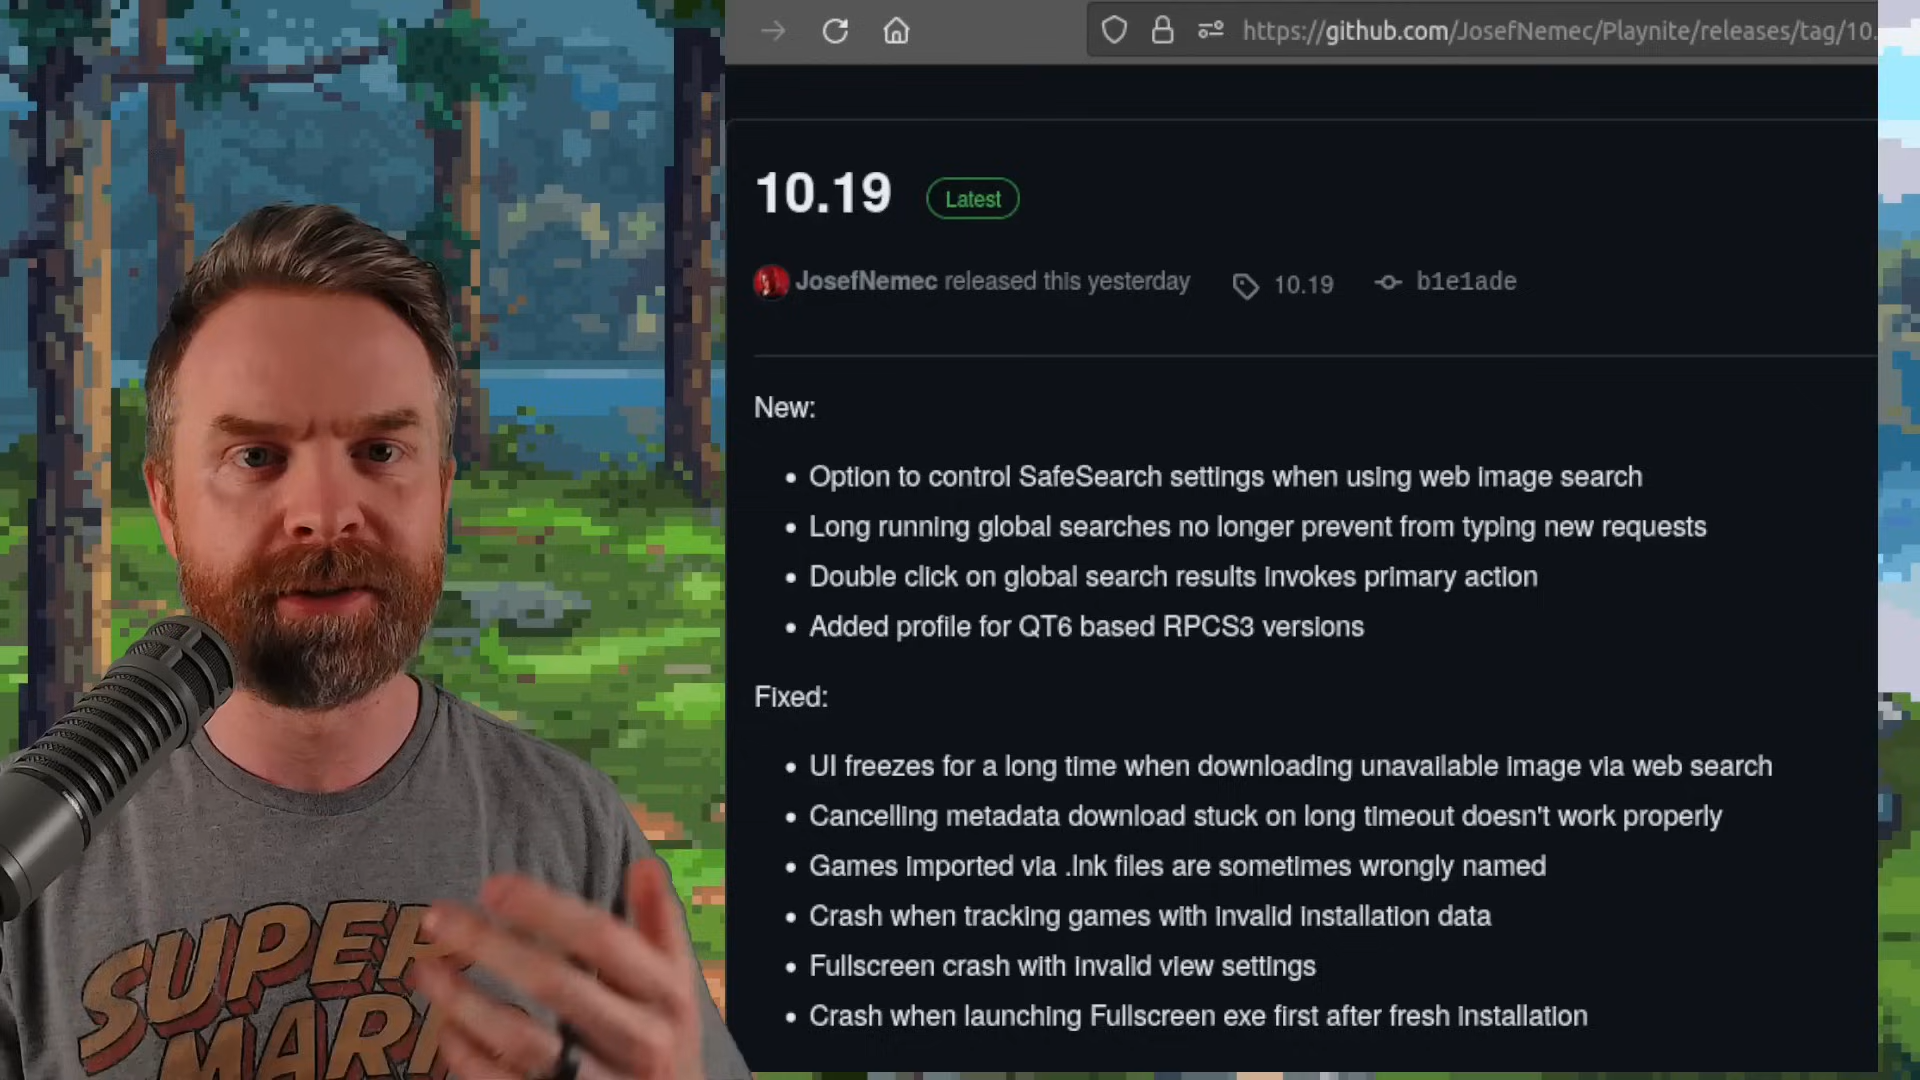 https://github.com/JosefNemec/Playnite/releases/tag/10.
10.19 Latest
JosefNemec released this yesterday 10.19 b1e1ade
New:
• Option to control SafeSearch settings when using web image search
• Long running global searches no longer prevent from typing new requests
• Double click on global search results invokes primary action
• Added profile for QT6 based RPCS3 versions
Fixed:
• UI freezes for a long time when downloading unavailable image via web search
• Cancelling metadata download stuck on long timeout doesn't work properly
• Games imported via .lnk files are sometimes wrongly named
• Crash when tracking games with invalid installation data
• Fullscreen crash with invalid view settings
• Crash when launching Fullscreen exe first after fresh installation
SUPER
MAR